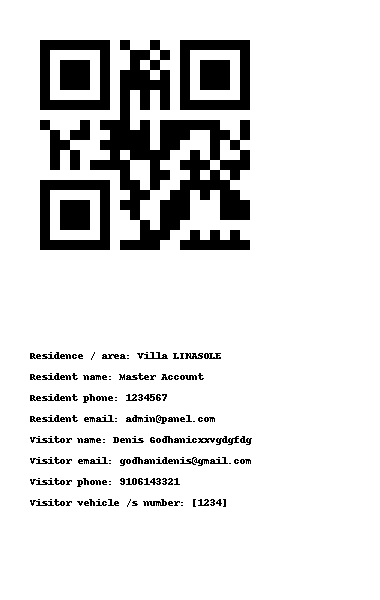 Residence / area: Villa LINASOLE
Resident name: Master Account
Resident phone: 1234567
Resident email: admin@panel.com
Visitor name: Denis Godhanicxxvgdgfdg
Visitor email: godhanidenis@gmail.com
Visitor phone: 9106143321
Visitor vehicle /s number: [1234]